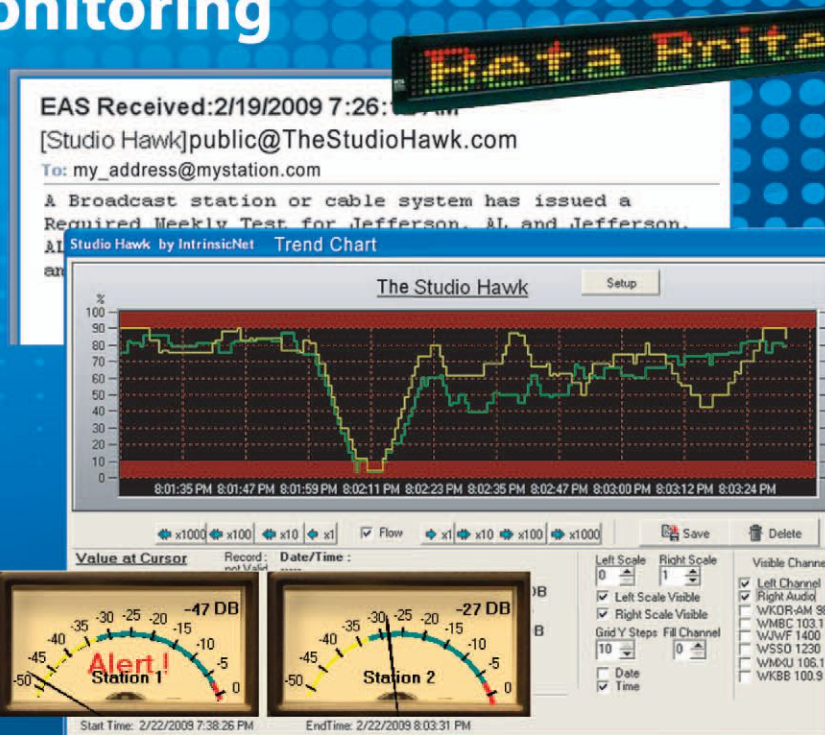 onitoring
Beta Brite
EAS Received:2/19/2009 7:26:
[Studio Hawk]public@TheStudioHawk.com
To: my_address@mystation.com
A Broadcast station or cable system has issued a
Required Weekly Test for Jefferson, AL and Jefferson,
AL
an
Studio Hawk by IntrinsicNet Trend Chart
The Studio Hawk
Setup
%
100
90
80
70
60
50
40
30
20
10
0
8:01:35 PM 8:01:47 PM 8:01:59 PM 8:02:11 PM 8:02:23 PM 8:02:35 PM 8:02:47 PM 8:03:00 PM 8:03:12 PM 8:03:24 PM
x1000 x100 x10 x1 Flow x1 x10 x100 x1000 Save Delete
Value at Cursor Record: Date/Time :
not Valid -----
DB
B
Left Scale Right Scale
0 1
Left Scale Visible
Right Scale Visible
Grid Y Steps Fill Channel
10 0
Date
Time
Visible Channe
Left Channel
Right Audio
WKOR-AM 98
WMBC 103.1
WJWF 1400
WSSO 1230
WMXU 106.1
WKBB 100.9
-47 DB
-50 -45 -40 -35 -30 -25 -20 -15 -10 -5 0
Alert !
Station 1
-27 DB
-50 -45 -40 -35 -30 -25 -20 -15 -10 -5 0
Station 2
Start Time: 2/22/2009 7:38:26 PM EndTime: 2/22/2009 8:03:31 PM